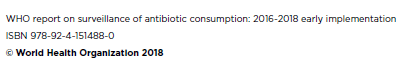 WHO report on surveillance of antibiotic consumption: 2016-2018 early implementation
ISBN 978-92-4-151488-0
© World Health Organization 2018